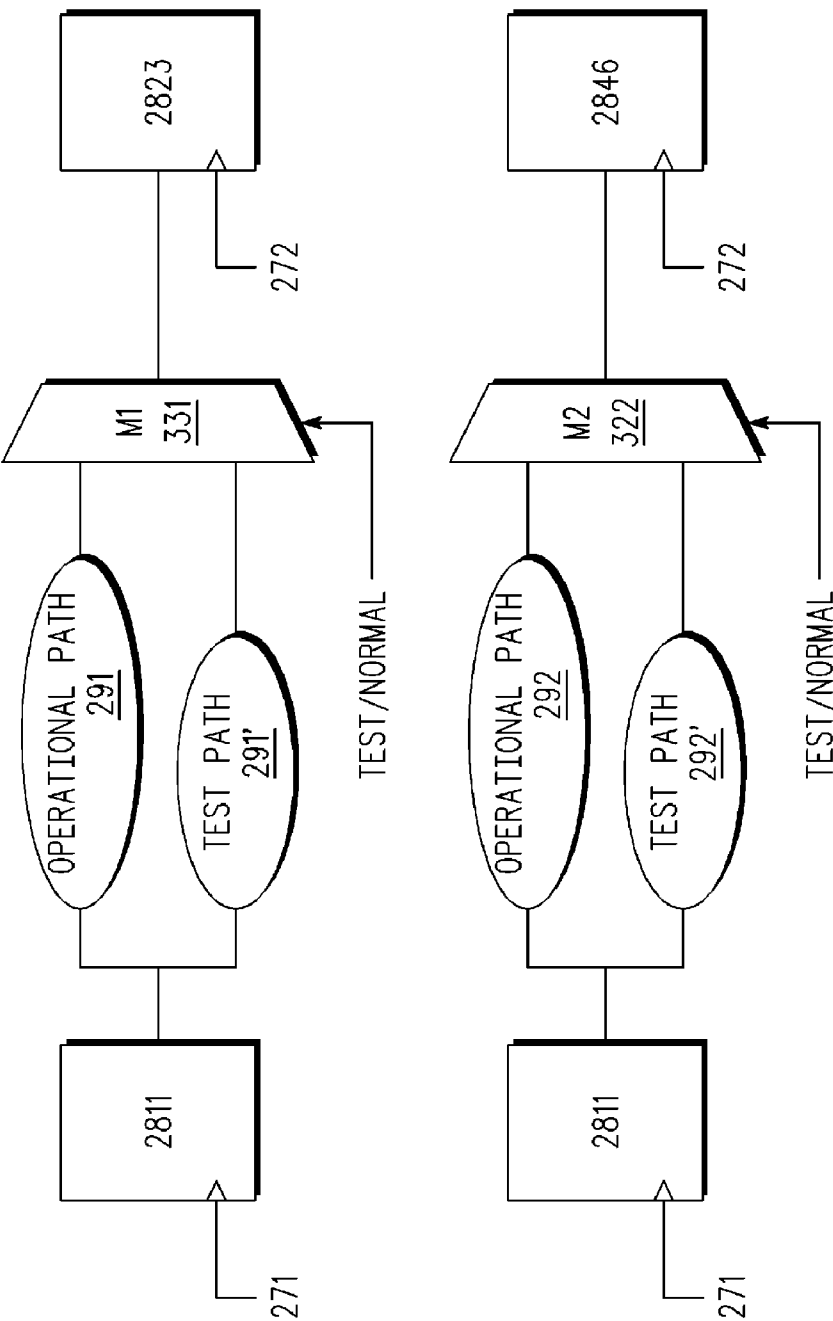 271
2811
OPERATIONAL PATH
291
TEST PATH
291'
TEST/NORMAL
M1
331
272
2823
271
2811
OPERATIONAL PATH
292
TEST PATH
292'
TEST/NORMAL
M2
322
272
2846